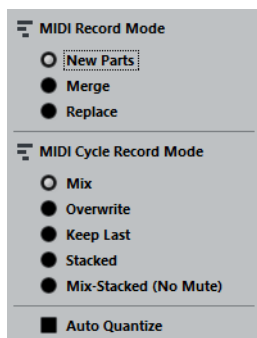 MIDI Record Mode
New Parts
Merge
Replace
MIDI Cycle Record Mode
Mix
Overwrite
Keep Last
Stacked
Mix-Stacked (No Mute)
Auto Quantize